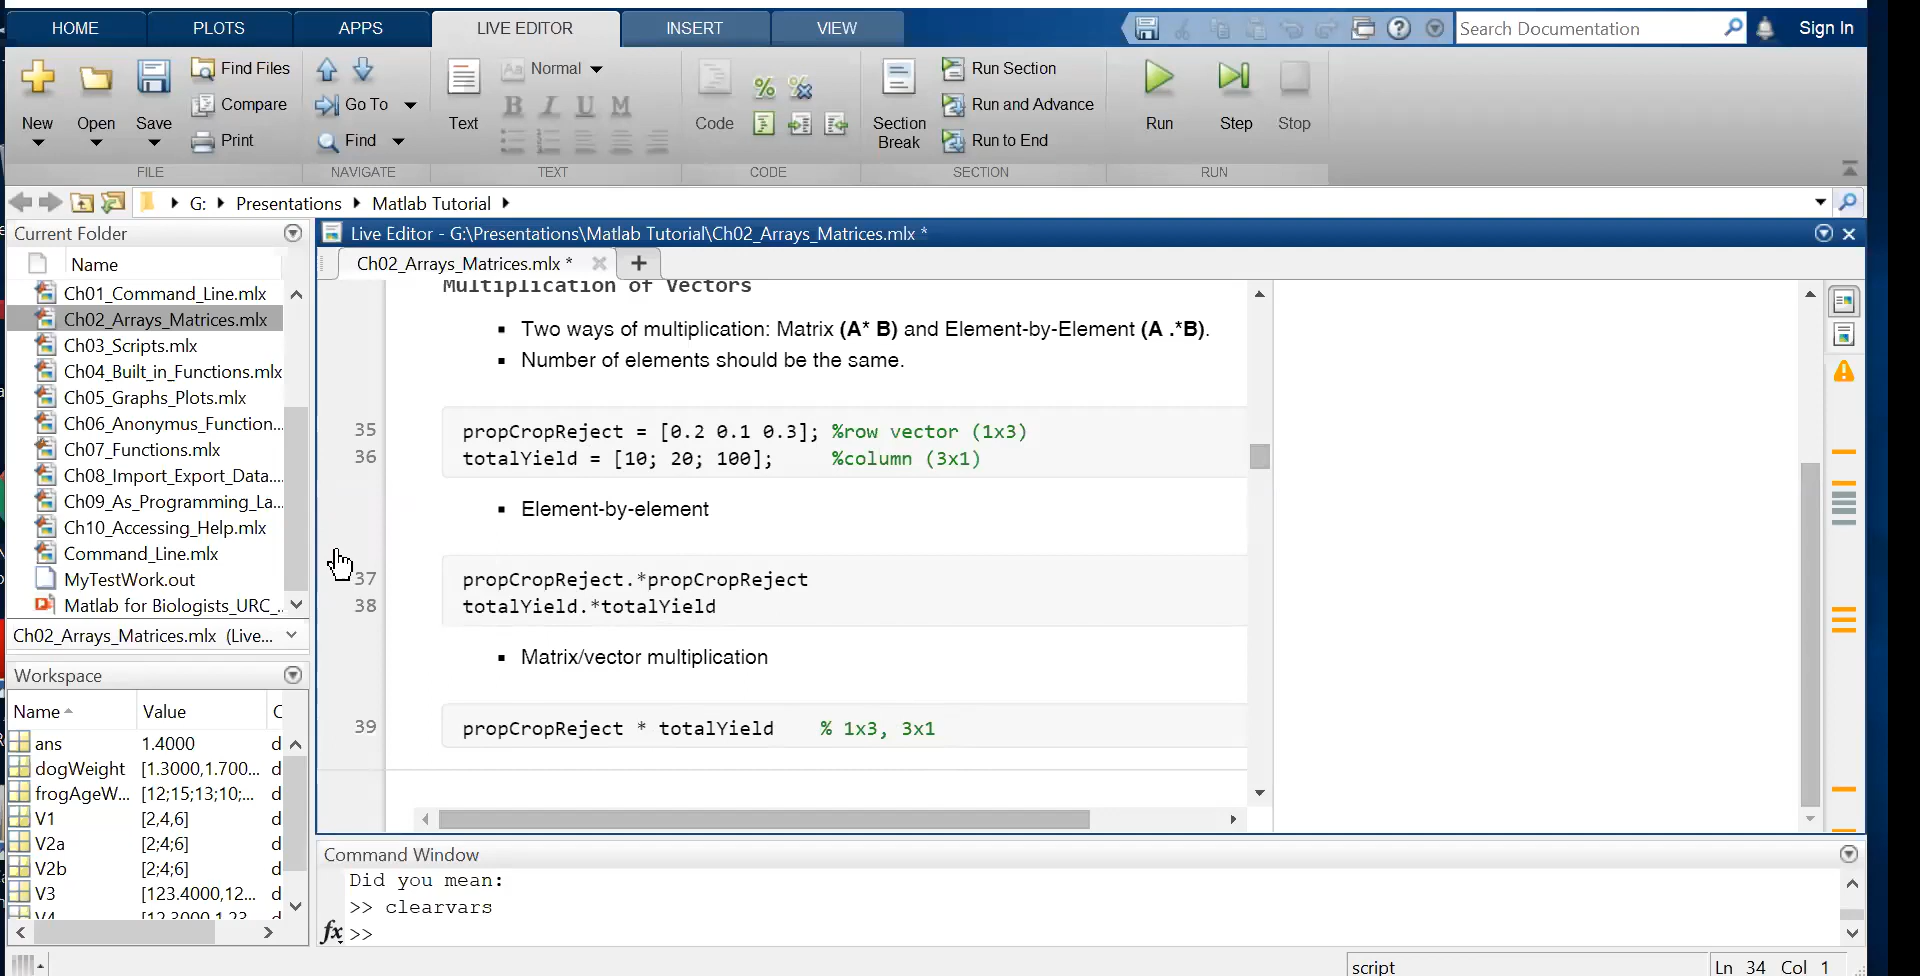 HOME PLOTS APPS LIVE EDITOR INSERT VIEW Search Documentation Sign In
New Open Save Find Files Compare Print
FILE
Go To Find
NAVIGATE
Text Aa Normal B I U M
TEXT
Code
CODE
Section Break Run Section Run and Advance Run to End
SECTION
Run Step Stop
RUN
G: Presentations Matlab Tutorial
Current Folder
Name
Ch01_Command_Line.mlx
Ch02_Arrays_Matrices.mlx
Ch03_Scripts.mlx
Ch04_Built_in_Functions.mlx
Ch05_Graphs_Plots.mlx
Ch06_Anonymus_Function...
Ch07_Functions.mlx
Ch08_Import_Export_Data....
Ch09_As_Programming_La...
Ch10_Accessing_Help.mlx
Command_Line.mlx
MyTestWork.out
Matlab for Biologists_URC_...
Ch02_Arrays_Matrices.mlx (Live...
Workspace
Name Value C
ans 1.4000 d
dogWeight [1.3000,1.700... d
frogAgeW... [12;15;13;10;... d
V1 [2,4,6] d
V2a [2;4;6] d
V2b [2;4;6] d
V3 [123.4000,12... d
V4 [12.3000,1.23... d
Live Editor - G:\Presentations\Matlab Tutorial\Ch02_Arrays_Matrices.mlx *
Ch02_Arrays_Matrices.mlx *
Multiplication of Vectors
▪ Two ways of multiplication: Matrix (A* B) and Element-by-Element (A .*B).
▪ Number of elements should be the same.
35 propCropReject = [0.2 0.1 0.3]; %row vector (1x3)
36 totalYield = [10; 20; 100]; %column (3x1)
▪ Element-by-element
37 propCropReject.*propCropReject
38 totalYield.*totalYield
▪ Matrix/vector multiplication
39 propCropReject * totalYield % 1x3, 3x1
Command Window
Did you mean:
>> clearvars
fx >>
script Ln 34 Col 1